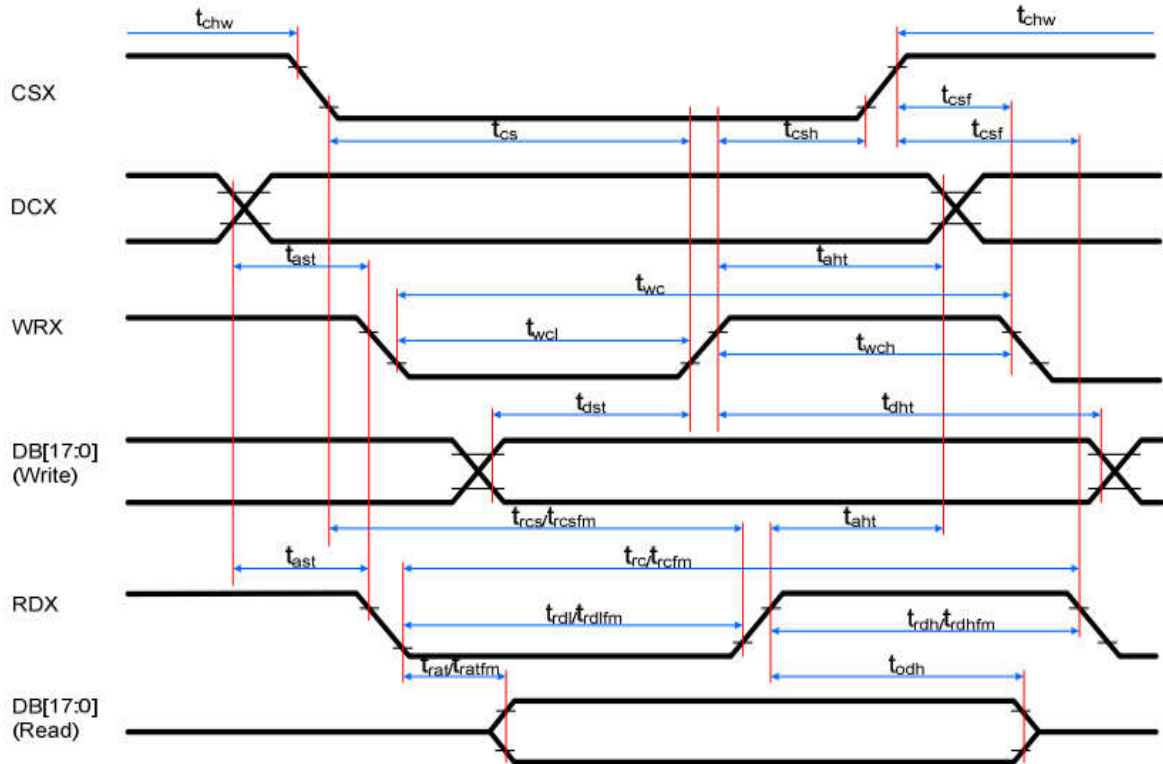 tchw tchw
CSX
tcsf
tcs tcsh tcsf
DCX
tast taht
twc
WRX
twcl twch
tdst tdht
DB[17:0]
(Write)
trcs/trcsfm taht
tast trc/trcfm
RDX
trdl/trdlfm trdh/trdhfm
trat/tratfm todh
DB[17:0]
(Read)